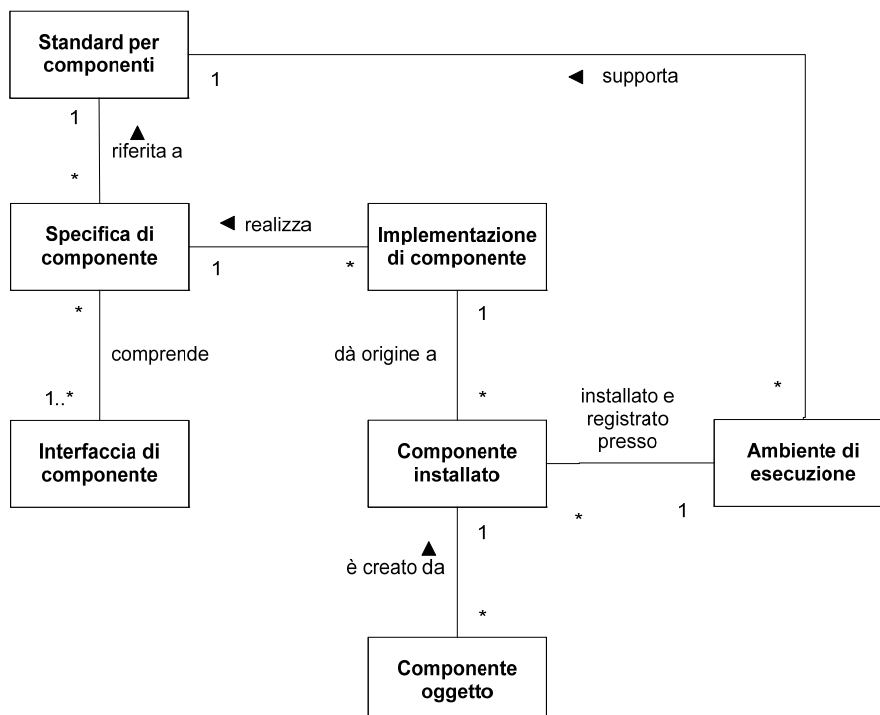 Standard per
componenti
1
◄ supporta
1
▲
riferita a
*
Specifica di
componente
◄ realizza
1
*
Implementazione
di componente
*
comprende
1..*
Interfaccia di
componente
1
dà origine a
*
Componente
installato
installato e
registrato
presso
*
1
*
Ambiente di
esecuzione
1
▲
è creato da
*
Componente
oggetto